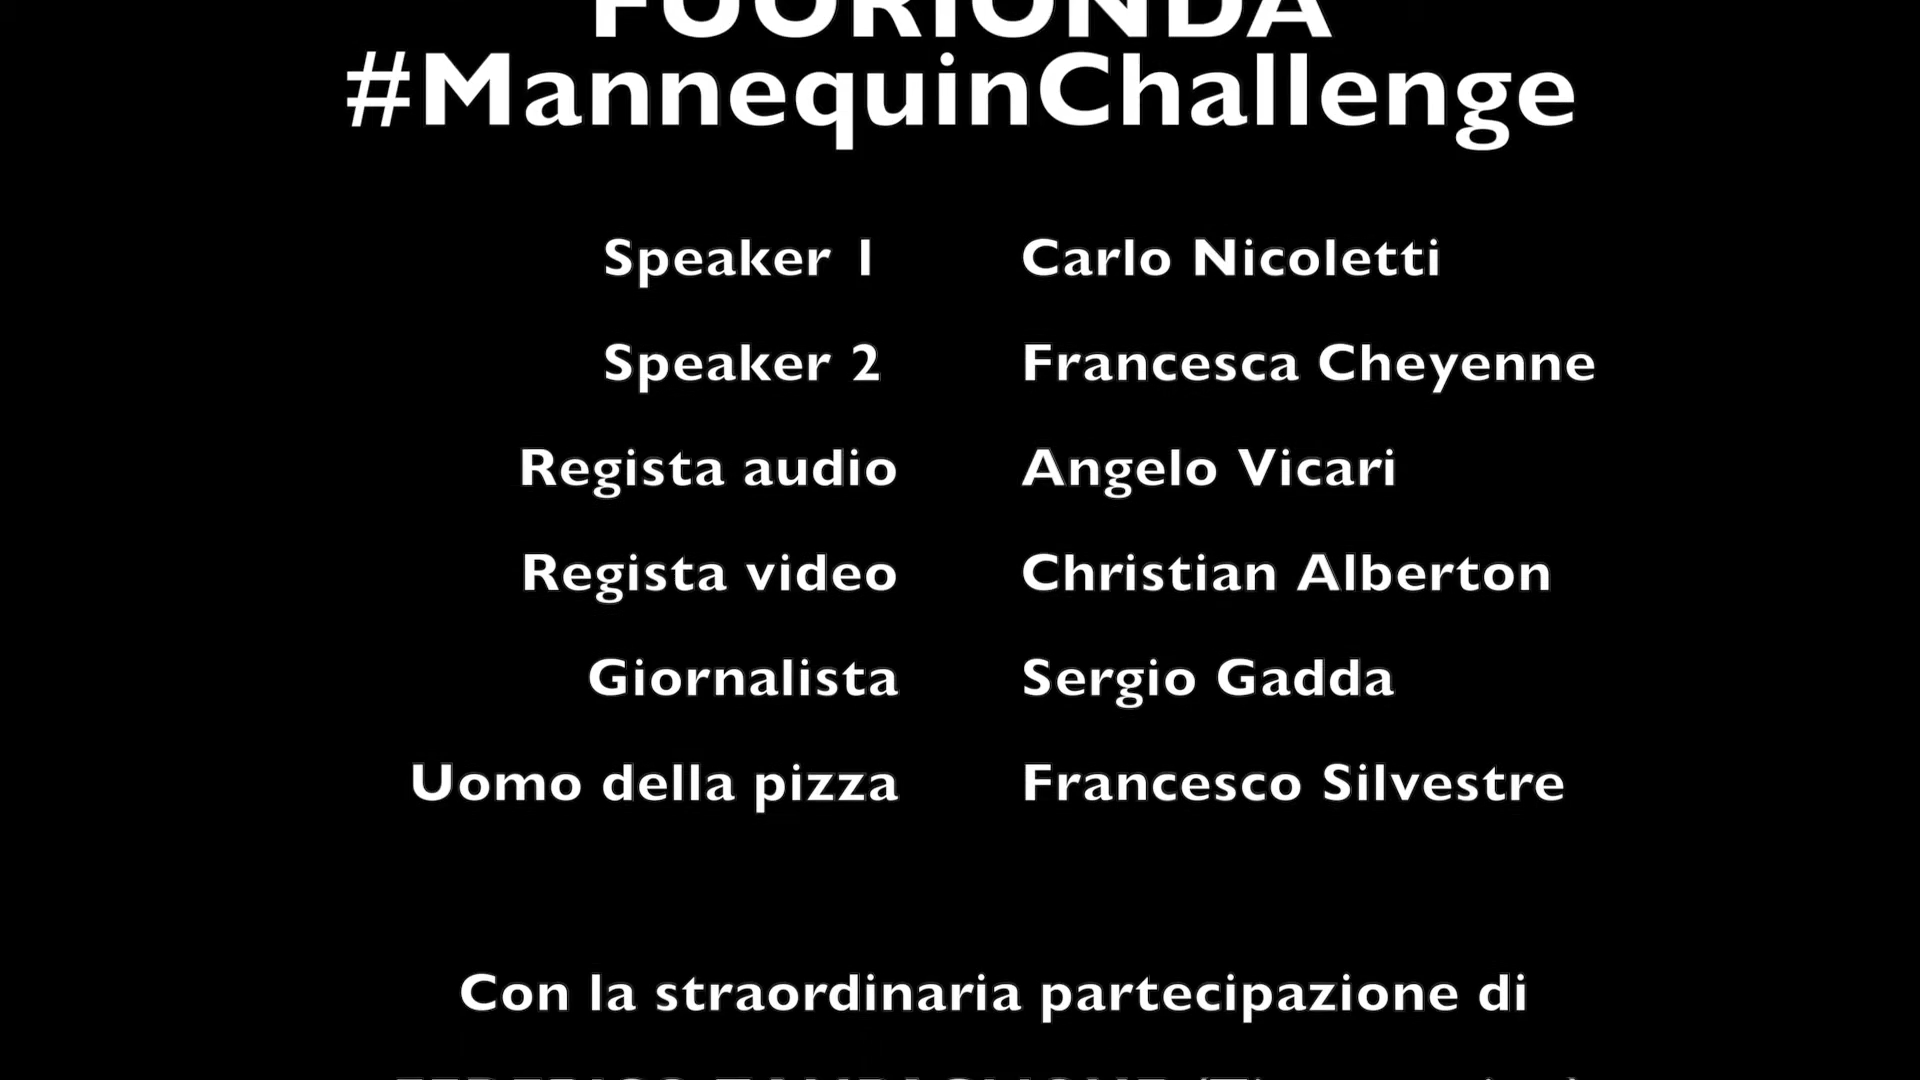 FUORIONDA
#MannequinChallenge
Speaker 1 Carlo Nicoletti
Speaker 2 Francesca Cheyenne
Regista audio Angelo Vicari
Regista video Christian Alberton
Giornalista Sergio Gadda
Uomo della pizza Francesco Silvestre
Con la straordinaria partecipazione di